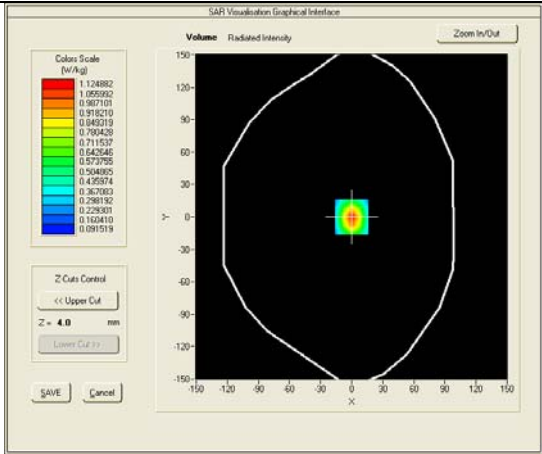 SAR Visualisation Graphical Interface
Volume Radiated Intensity
Zoom In/Out
Colors Scale
(W/kg)
1.124882
1.055992
0.987101
0.918210
0.849319
0.780428
0.711537
0.642646
0.573755
0.504865
0.435974
0.367083
0.298192
0.229301
0.160410
0.091519
Z Cuts Control
<< Upper Cut
Z = 4.0 mm
Lower Cut >>
SAVE Cancel
150-
120-
90-
60-
30-
0-
-30-
-60-
-90-
-120-
-150-
Y
-150 -120 -90 -60 -30 0 30 60 90 120 150
X